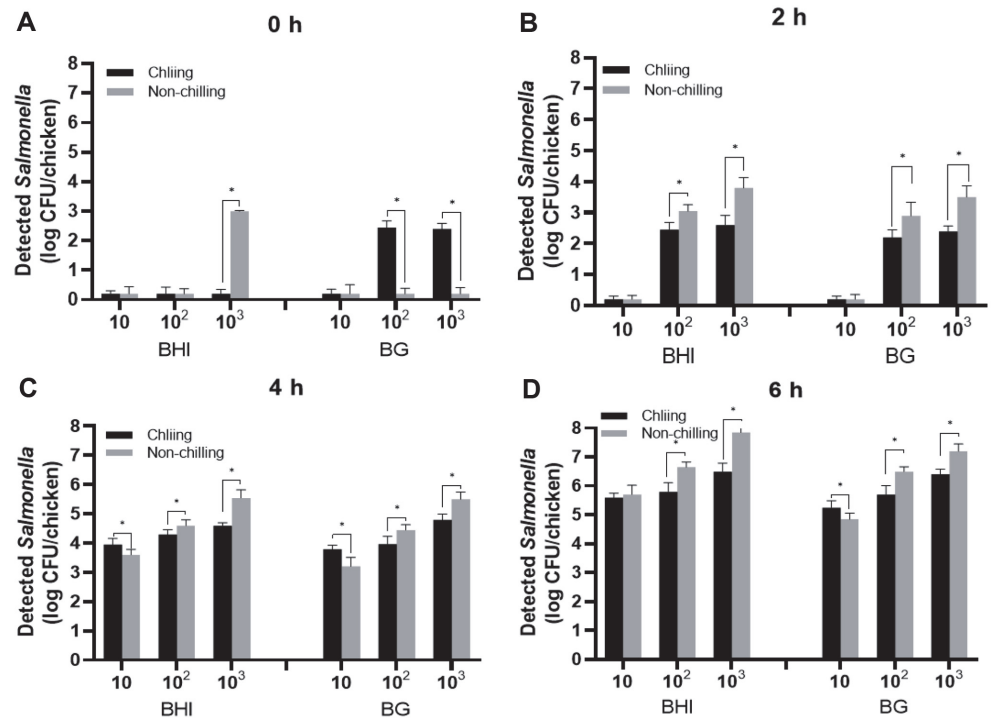 A
0 h
Detected Salmonella
(log CFU/chicken)
8
7
6
5
4
3
2
1
0
Chliing
Non-chilling
*
*
*
10 10² 10³ 10 10² 10³
BHI BG
B
2 h
Detected Salmonella
(log CFU/chicken)
8
7
6
5
4
3
2
1
0
Chliing
Non-chilling
*
*
*
*
10 10² 10³ 10 10² 10³
BHI BG
C
4 h
Detected Salmonella
(log CFU/chicken)
8
7
6
5
4
3
2
1
0
Chliing
Non-chilling
*
*
*
*
*
*
10 10² 10³ 10 10² 10³
BHI BG
D
6 h
Detected Salmonella
(log CFU/chicken)
8
7
6
5
4
3
2
1
0
Chliing
Non-chilling
*
*
*
*
*
10 10² 10³ 10 10² 10³
BHI BG